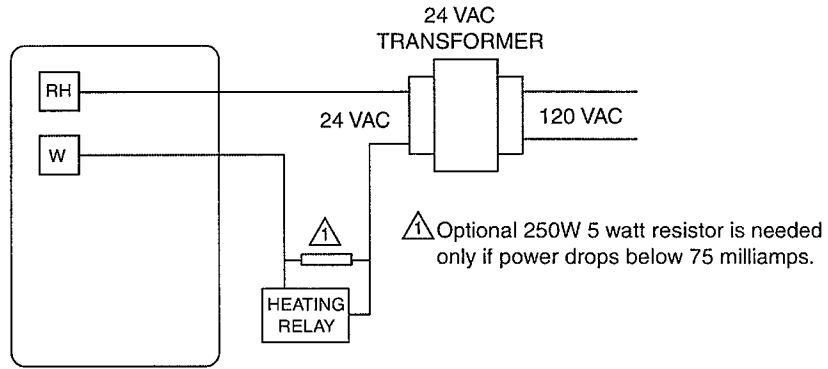 24 VAC
TRANSFORMER
RH
24 VAC
120 VAC
W
1
1 Optional 250W 5 watt resistor is needed
only if power drops below 75 milliamps.
HEATING
RELAY